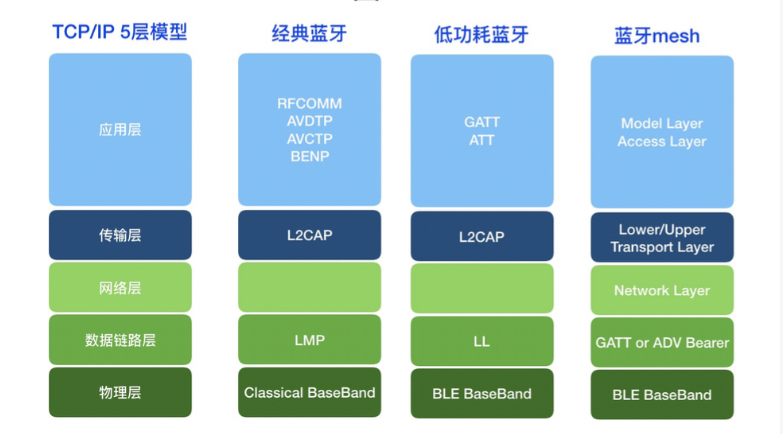 TCP/IP 5层模型
经典蓝牙
低功耗蓝牙
蓝牙mesh
应用层
RFCOMM
AVDTP
AVCTP
BENP
GATT
ATT
Model Layer
Access Layer
传输层
L2CAP
L2CAP
Lower/Upper
Transport Layer
网络层
Network Layer
数据链路层
LMP
LL
GATT or ADV Bearer
物理层
Classical BaseBand
BLE BaseBand
BLE BaseBand